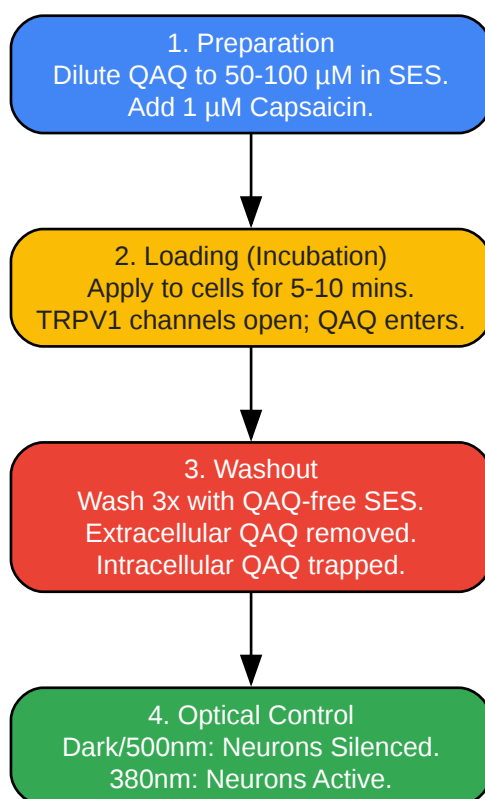 1. Preparation
Dilute QAQ to 50-100 µM in SES.
Add 1 µM Capsaicin.
2. Loading (Incubation)
Apply to cells for 5-10 mins.
TRPV1 channels open; QAQ enters.
3. Washout
Wash 3x with QAQ-free SES.
Extracellular QAQ removed.
Intracellular QAQ trapped.
4. Optical Control
Dark/500nm: Neurons Silenced.
380nm: Neurons Active.